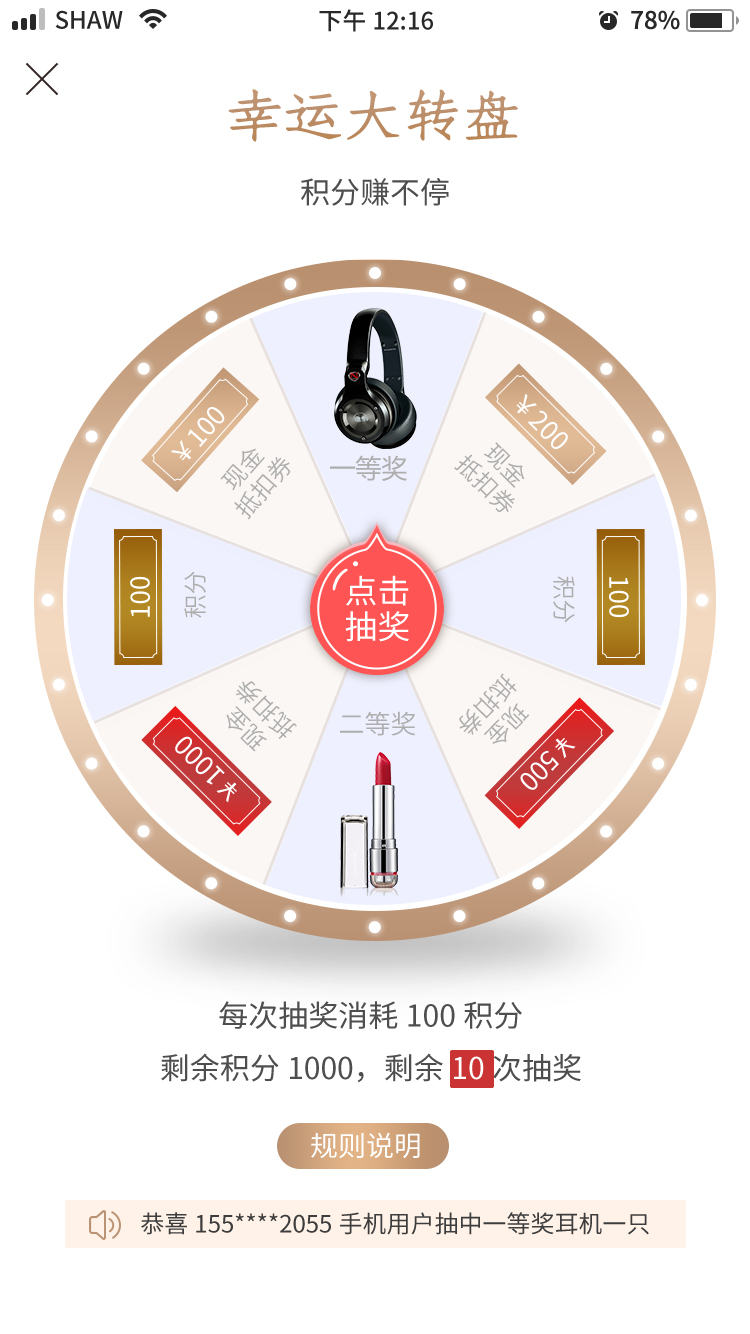 SHAW 下午 12:16 78%
幸运大转盘
积分赚不停
一等奖
¥100
现金
抵扣券
¥200
现金
抵扣券
100
积分
点击
抽奖
积分
100
二等奖
¥1000
现金
抵扣券
¥500
现金
抵扣券
每次抽奖消耗 100 积分
剩余积分 1000，剩余 10 次抽奖
规则说明
恭喜 155****2055 手机用户抽中一等奖耳机一只